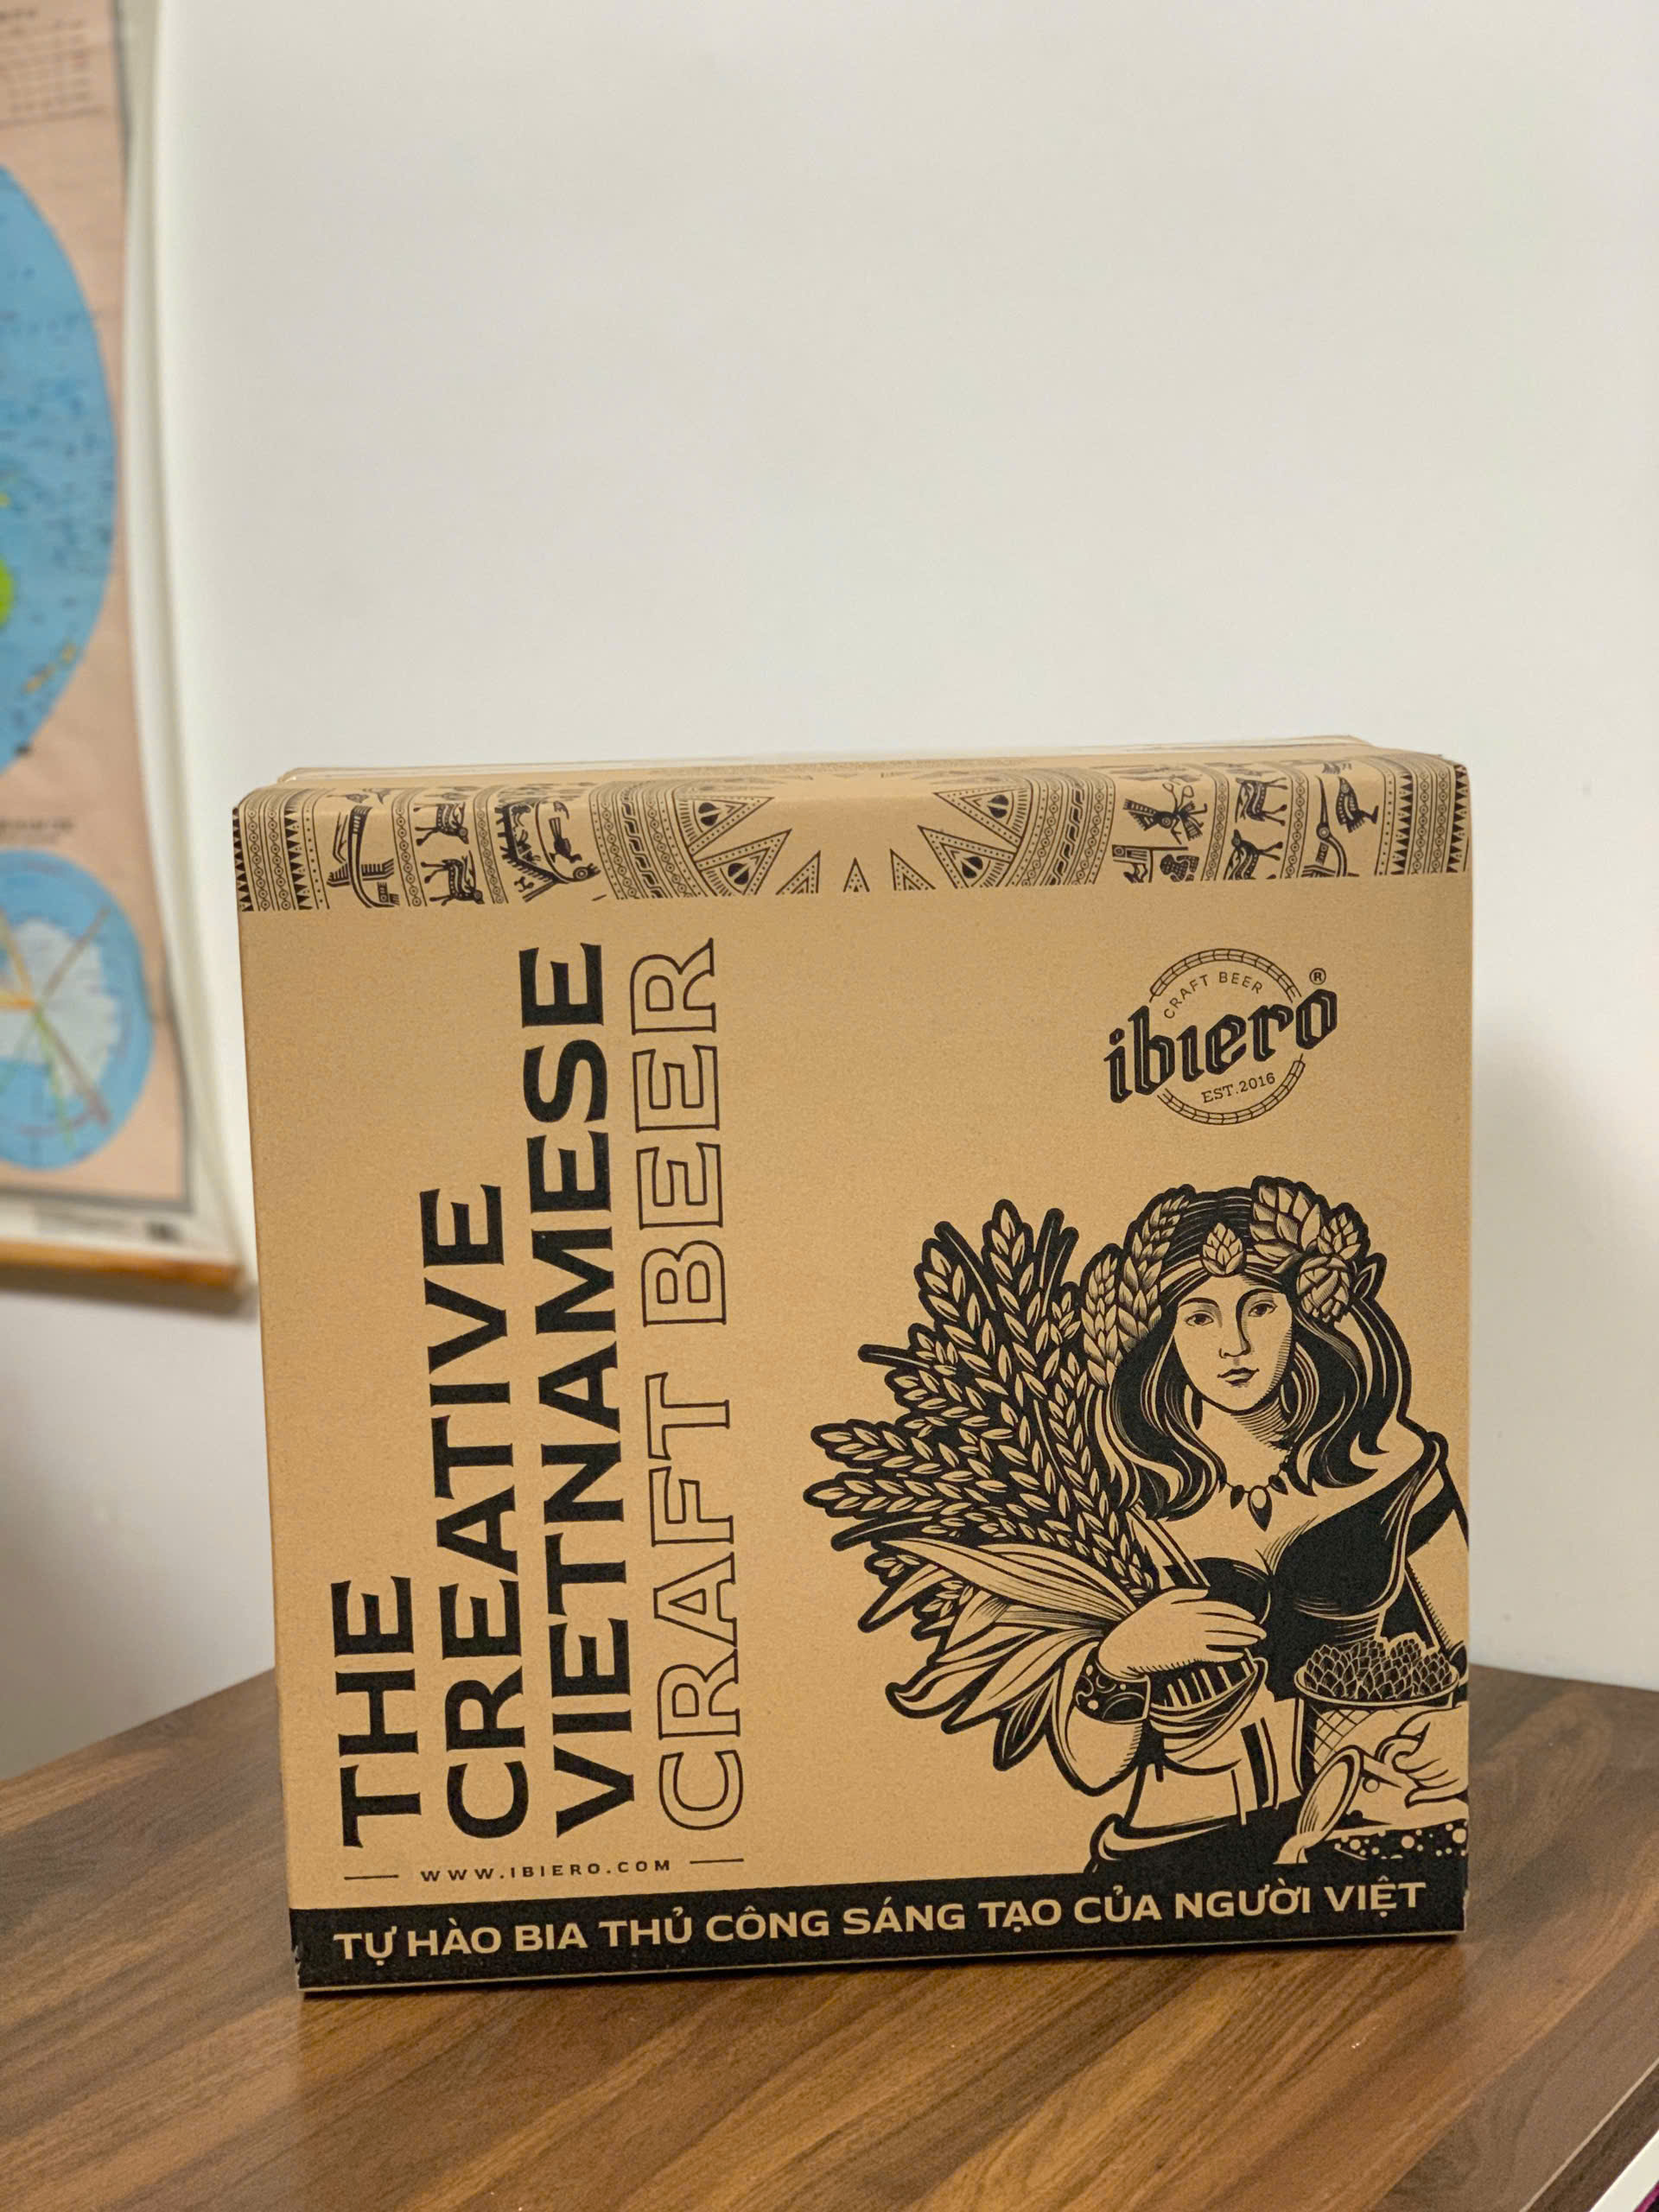 THE
CREATIVE
VIETNAMESE
CRAFT BEER
WWW.IBIERO.COM
CRAFT BEER
ibiero®
EST.2016
TỰ HÀO BIA THỦ CÔNG SÁNG TẠO CỦA NGƯỜI VIỆT